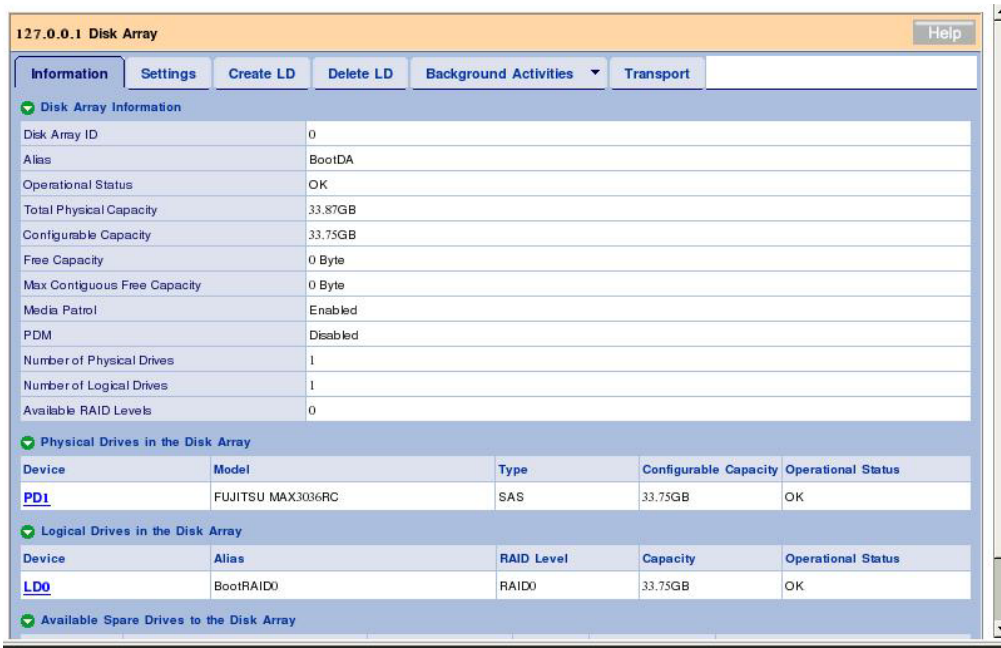 127.0.0.1 Disk Array Help
Information Settings Create LD Delete LD Background Activities Transport
Disk Array Information
Disk Array ID 0
Alias BootDA
Operational Status OK
Total Physical Capacity 33.87GB
Configurable Capacity 33.75GB
Free Capacity 0 Byte
Max Contiguous Free Capacity 0 Byte
Media Patrol Enabled
PDM Disabled
Number of Physical Drives 1
Number of Logical Drives 1
Available RAID Levels 0
Physical Drives in the Disk Array
Device Model Type Configurable Capacity Operational Status
PD1 FUJITSU MAX3036RC SAS 33.75GB OK
Logical Drives in the Disk Array
Device Alias RAID Level Capacity Operational Status
LD0 BootRAID0 RAID0 33.75GB OK
Available Spare Drives to the Disk Array